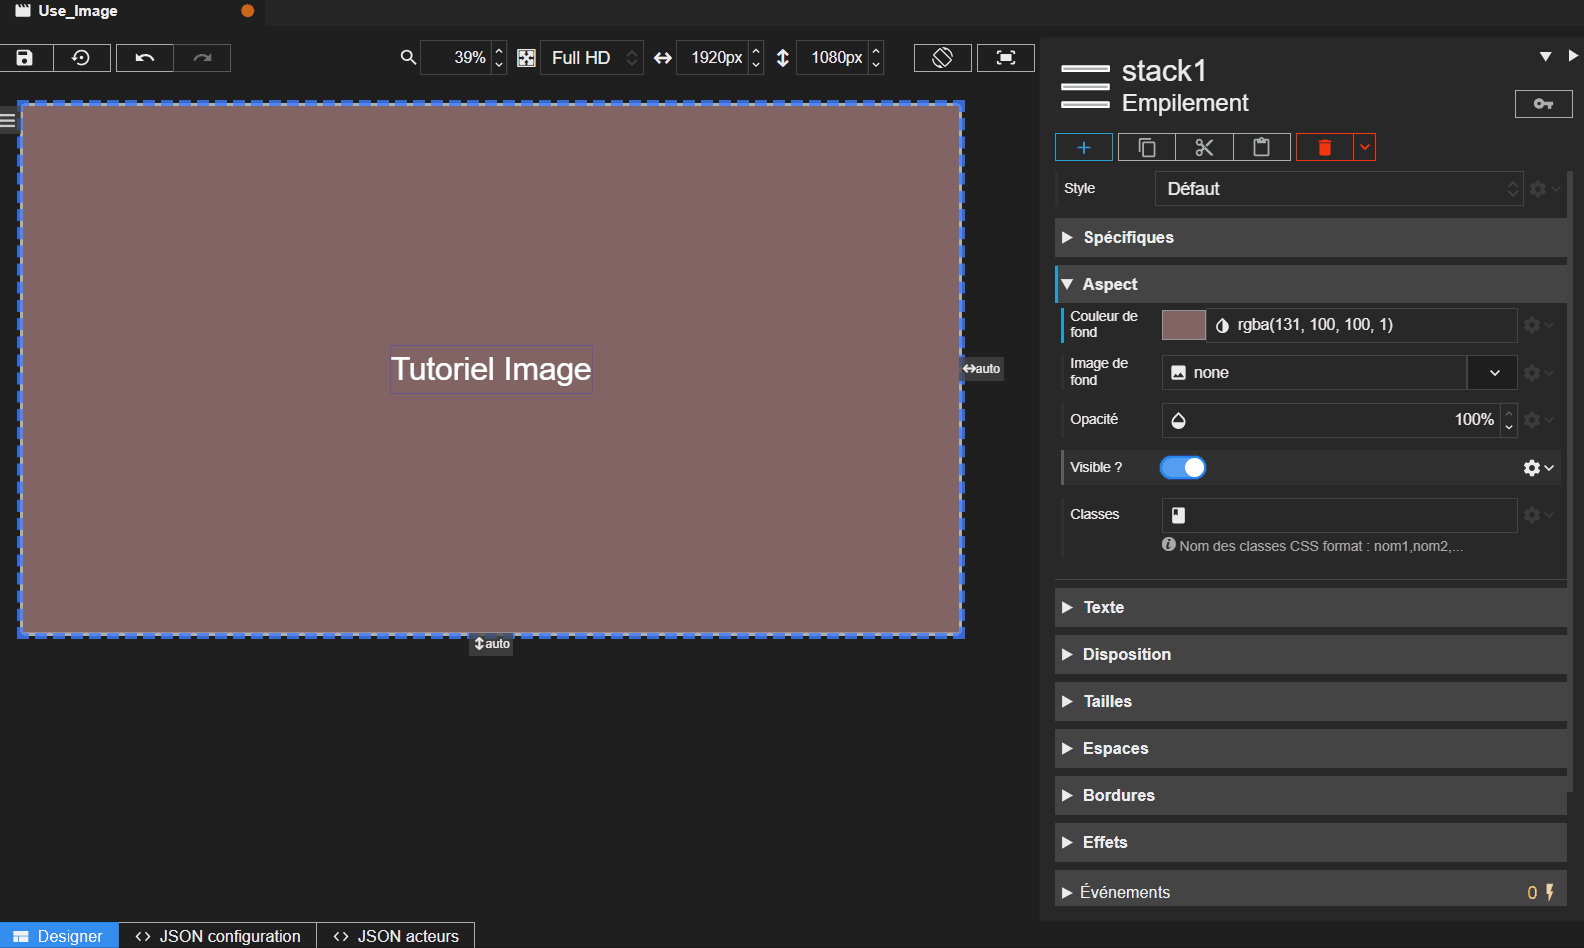 Use_Image
39%
Full HD
1920px
1080px
stack1
Empilement
Style
Défaut
Spécifiques
Aspect
Couleur de fond
rgba(131, 100, 100, 1)
Image de fond
none
Opacité
100%
Visible ?
Classes
Nom des classes CSS format : nom1,nom2,...
Texte
Disposition
Tailles
Espaces
Bordures
Effets
Événements
0
Tutoriel Image
auto
auto
Designer
JSON configuration
JSON acteurs